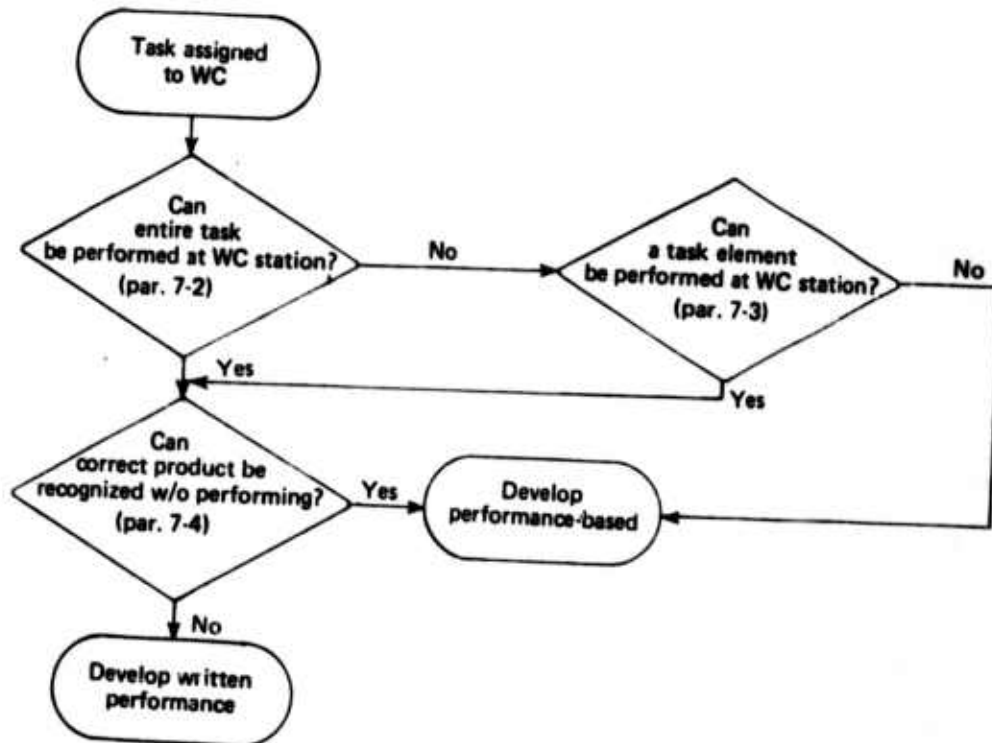 Task assigned
to WC
Can
entire task
be performed at WC station?
(par. 7-2)
No
Can
a task element
be performed at WC station?
(par. 7-3)
No
Yes
Yes
Can
correct product be
recognized w/o performing?
(par. 7-4)
Yes
Develop
performance-based
No
Develop written
performance